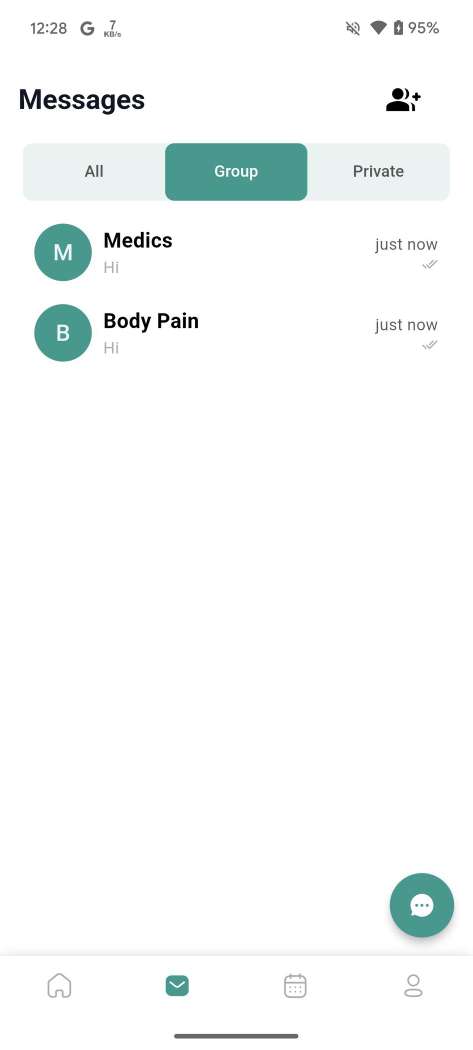 12:28 G 7 KB/s 95%
Messages
All Group Private
M Medics just now
Hi
B Body Pain just now
Hi